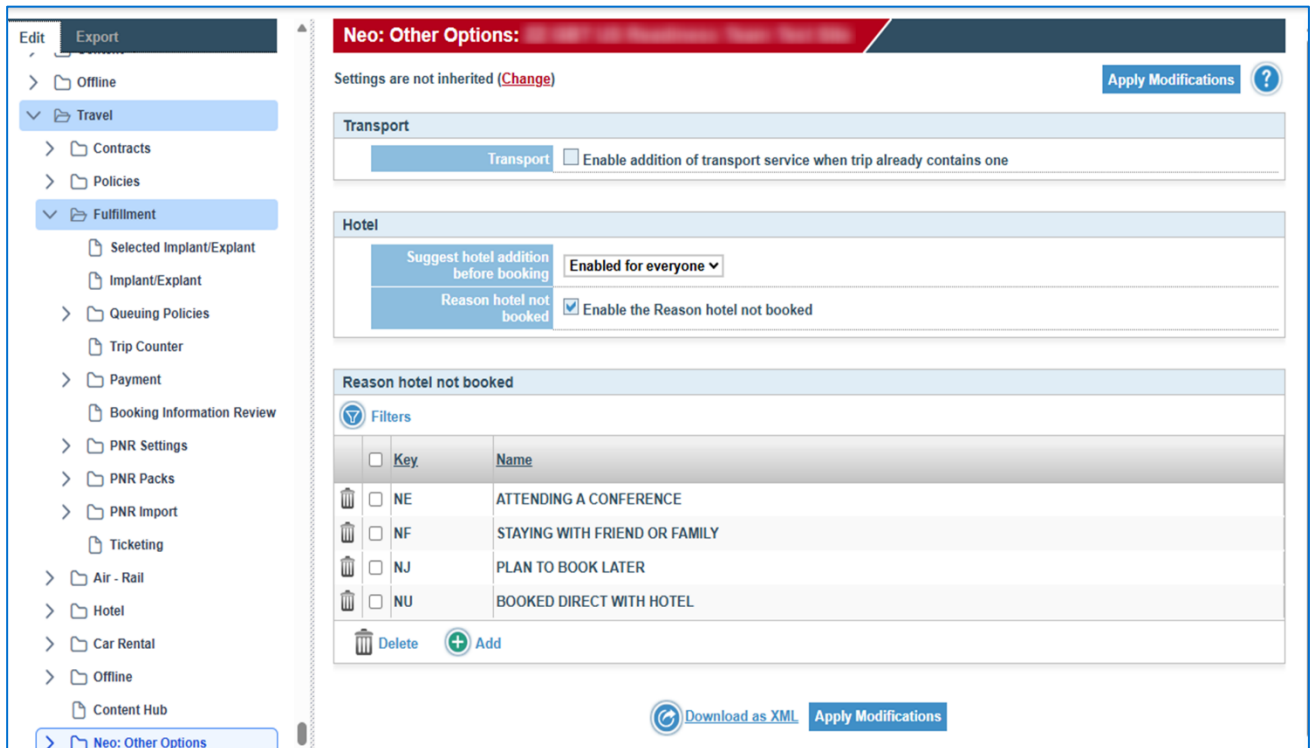 Edit
Export
Offline
Travel
Contracts
Policies
Fulfillment
Selected Implant/Explant
Implant/Explant
Queuing Policies
Trip Counter
Payment
Booking Information Review
PNR Settings
PNR Packs
PNR Import
Ticketing
Air - Rail
Hotel
Car Rental
Offline
Content Hub
Neo: Other Options
Neo: Other Options:
Settings are not inherited (Change)
Apply Modifications
?
Transport
Transport
Enable addition of transport service when trip already contains one
Hotel
Suggest hotel addition
before booking
Enabled for everyone
Reason hotel not
booked
Enable the Reason hotel not booked
Reason hotel not booked
Filters
Key Name
NE ATTENDING A CONFERENCE
NF STAYING WITH FRIEND OR FAMILY
NJ PLAN TO BOOK LATER
NU BOOKED DIRECT WITH HOTEL
Delete Add
Download as XML Apply Modifications